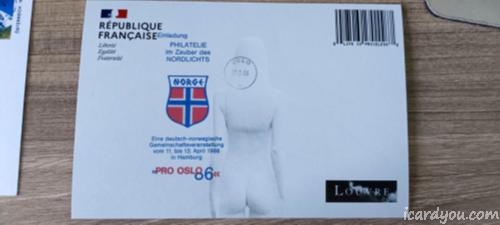 RÉPUBLIQUE
FRANÇAISE
Liberté
Egalité
Fraternité
Einladung
PHILATELIE
im Zauber des
NORDLICHTS
NORGE
Eine deutsch-norwegische
Gemeinschaftsveranstaltung
vom 11. bis 13. April 1986
in Hamburg
»PRO OSLO 86«
LOUVRE
icardyou.com